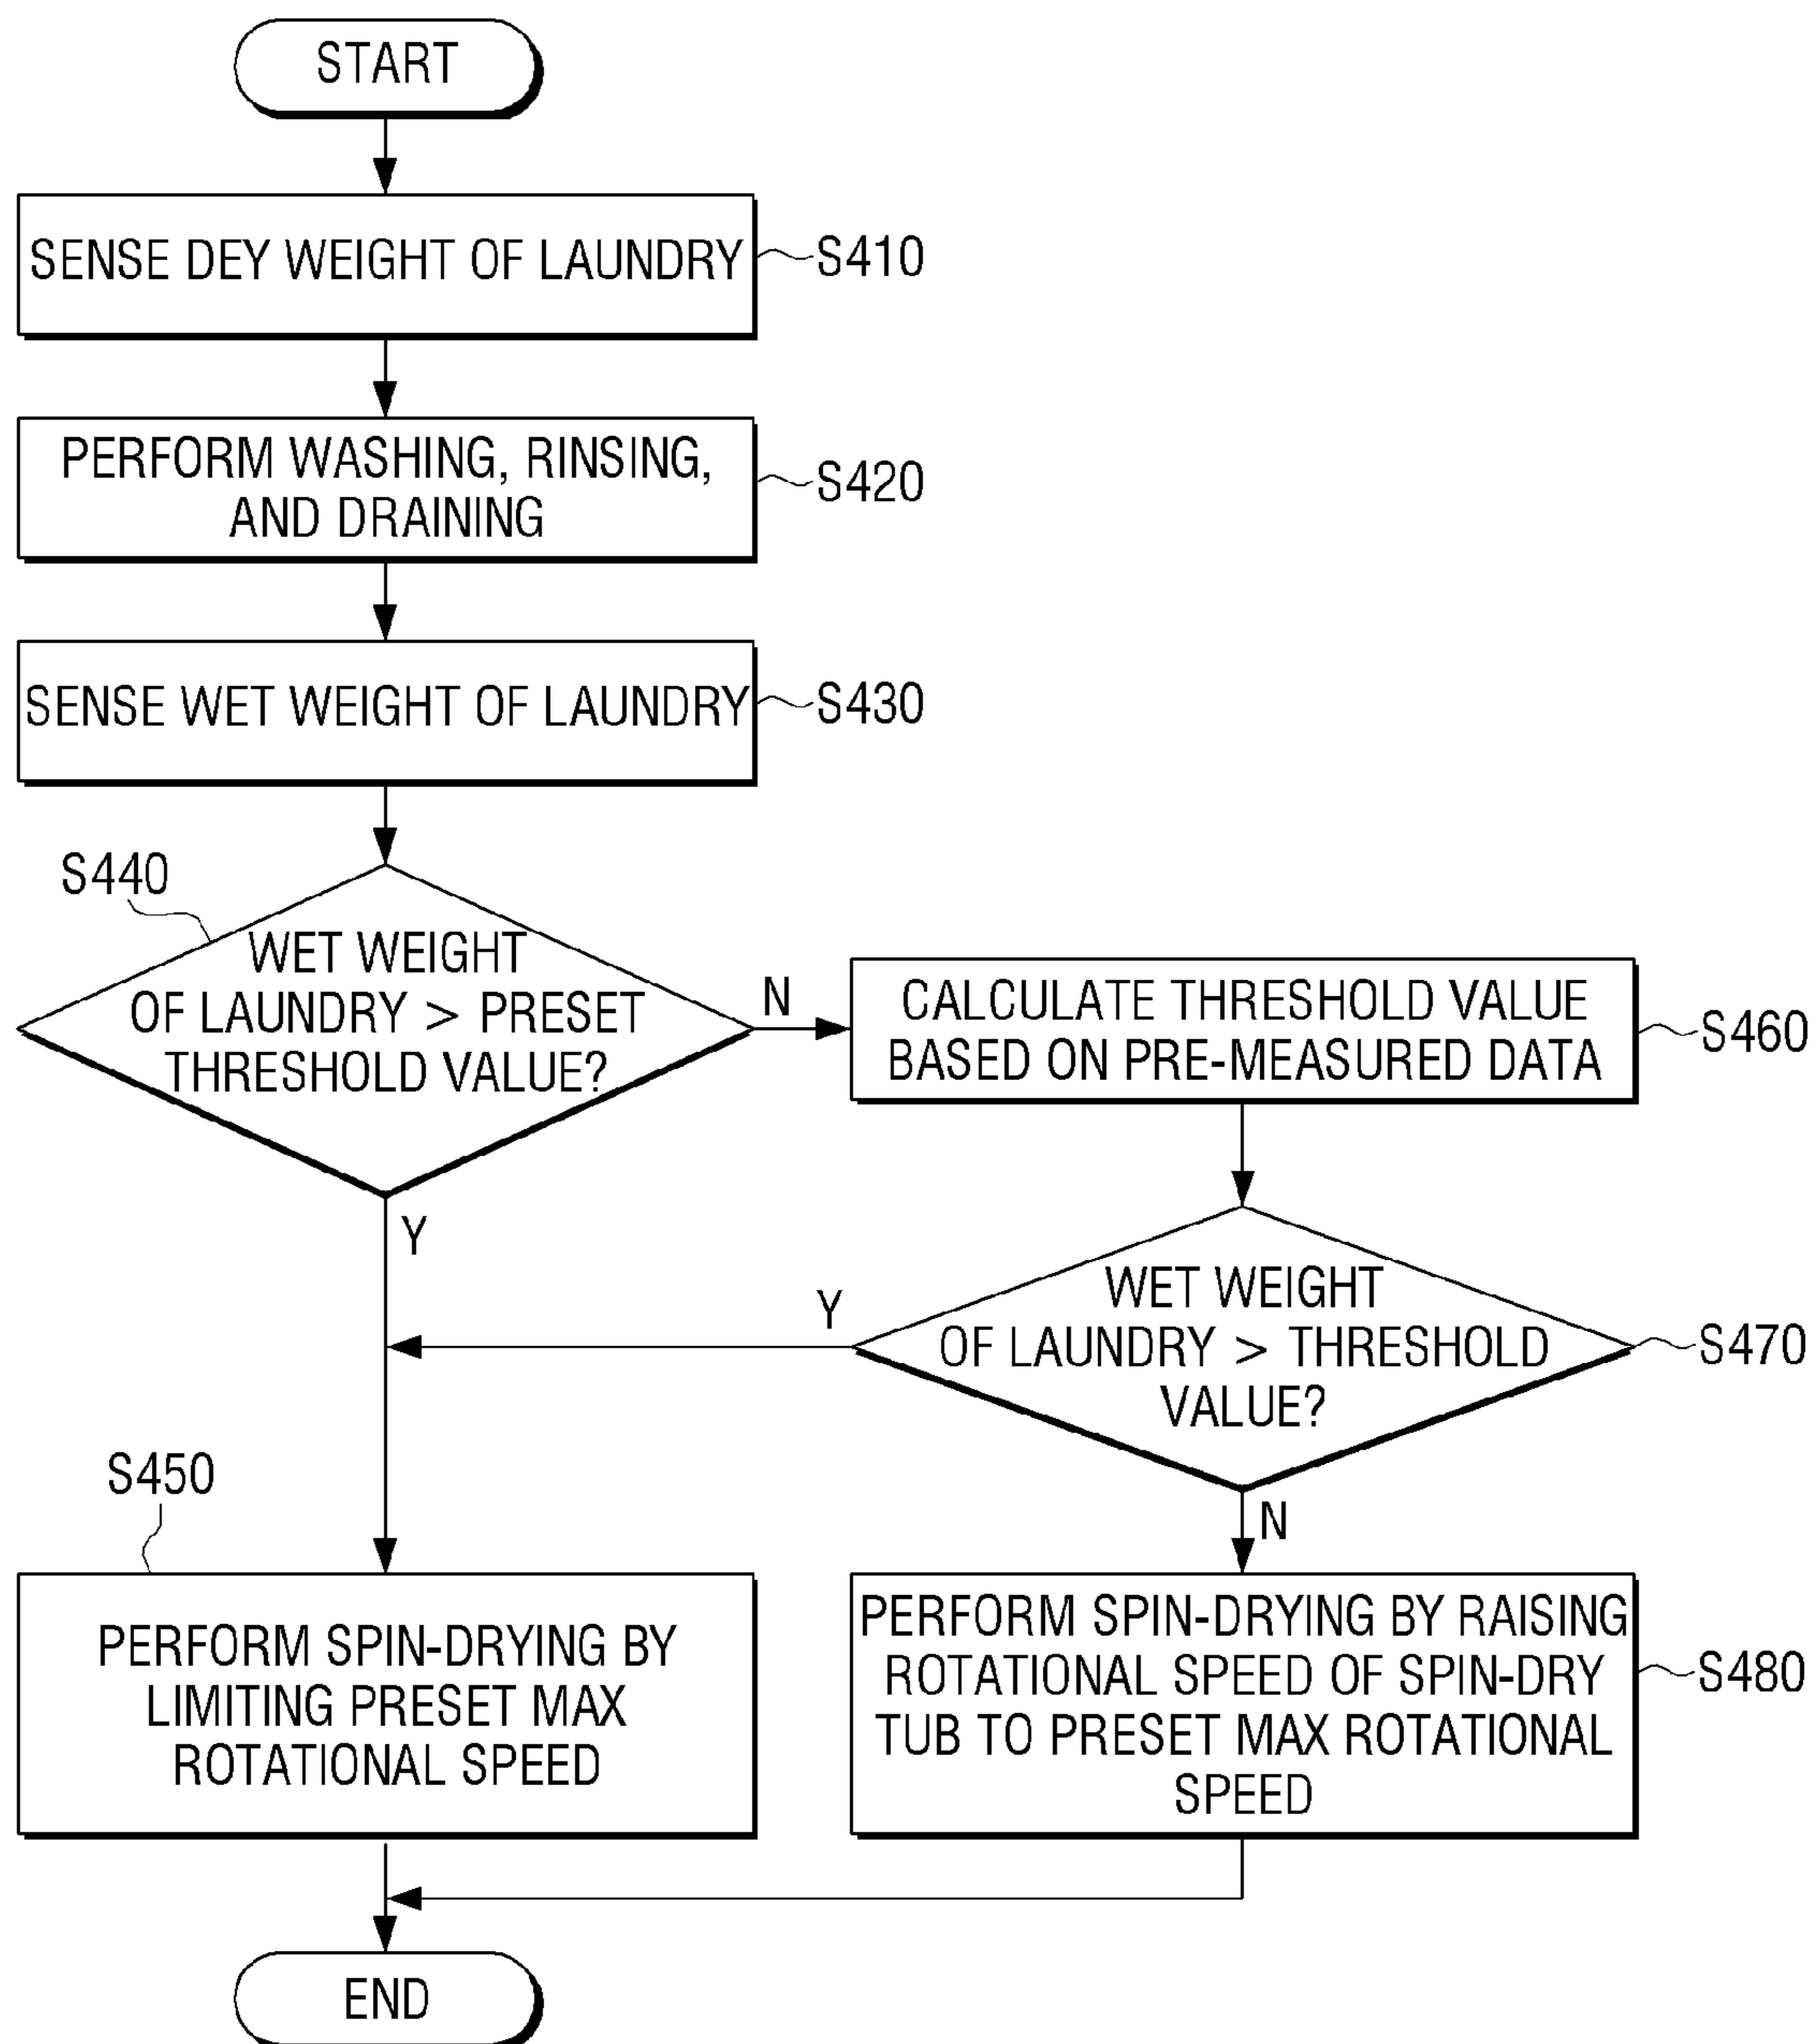 START
SENSE DEY WEIGHT OF LAUNDRY
S410
PERFORM WASHING, RINSING,
AND DRAINING
S420
SENSE WET WEIGHT OF LAUNDRY
S430
S440
WET WEIGHT
OF LAUNDRY > PRESET
THRESHOLD VALUE?
N
CALCULATE THRESHOLD VALUE
BASED ON PRE-MEASURED DATA
S460
Y
Y
WET WEIGHT
OF LAUNDRY > THRESHOLD
VALUE?
S470
N
S450
PERFORM SPIN-DRYING BY
LIMITING PRESET MAX
ROTATIONAL SPEED
PERFORM SPIN-DRYING BY RAISING
ROTATIONAL SPEED OF SPIN-DRY
TUB TO PRESET MAX ROTATIONAL
SPEED
S480
END